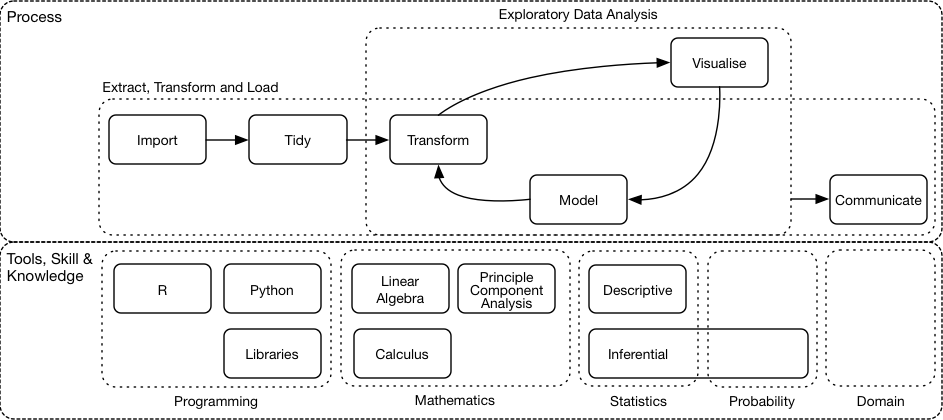 Process
Exploratory Data Analysis
Visualise
Extract, Transform and Load
Import
Tidy
Transform
Model
Communicate
Tools, Skill &
Knowledge
R
Python
Linear
Algebra
Principle
Component
Analysis
Descriptive
Libraries
Calculus
Inferential
Programming
Mathematics
Statistics
Probability
Domain